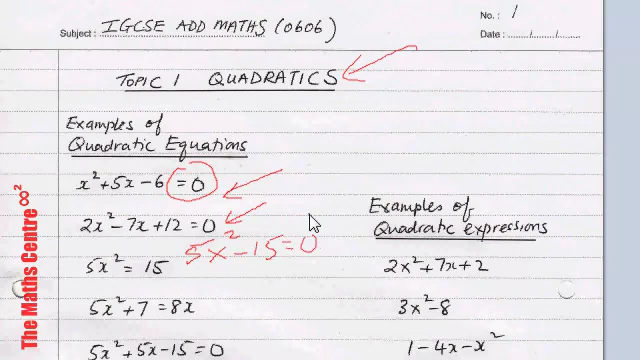 Subject: IGCSE ADD MATHS (0606)
No.: 1
Date: / /
TOPIC 1 QUADRATICS
Examples of
Quadratic Equations
x² + 5x - 6 = 0
2x² - 7x + 12 = 0
5x² - 15 = 0
5x² = 15
5x² + 7 = 8x
5x² + 5x - 15 = 0
Examples of
Quadratic expressions
2x² + 7x + 2
3x² - 8
1 - 4x - x²
The Maths Centre ∞²